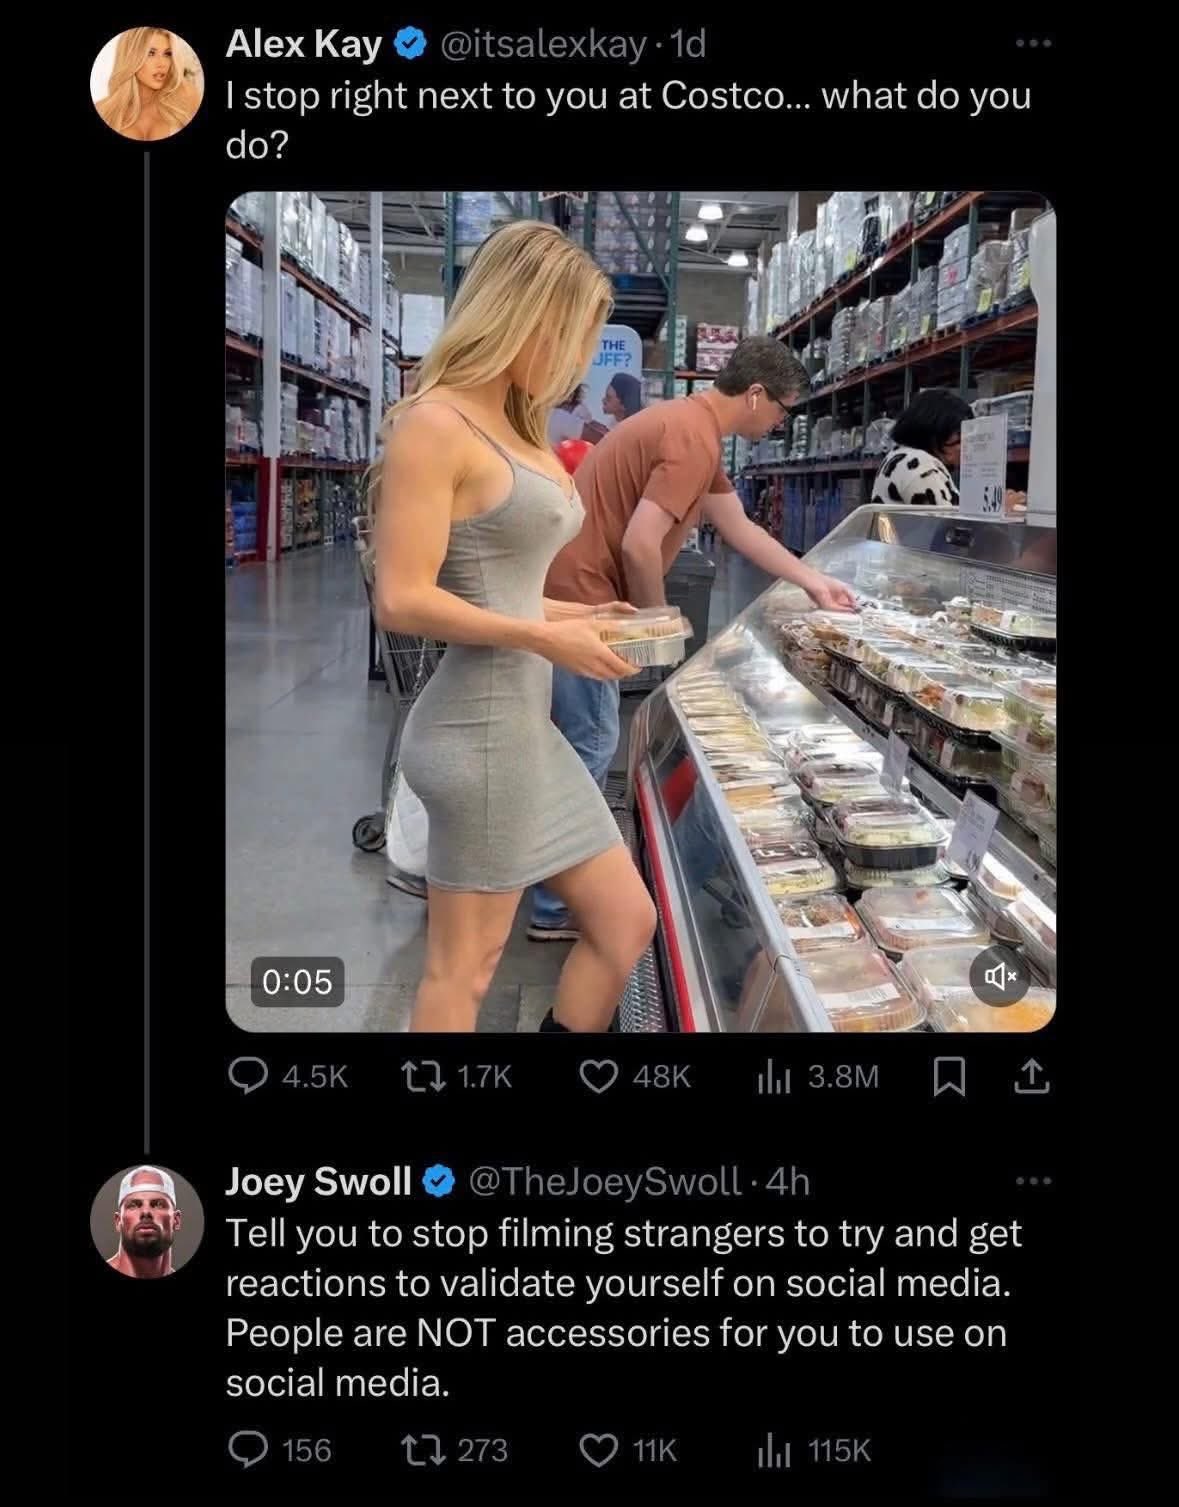 Alex Kay @itsalexkay · 1d
I stop right next to you at Costco... what do you
do?
THE
UFF?
5.49
0:05
4.5K 1.7K 48K 3.8M
Joey Swoll @TheJoeySwoll · 4h
Tell you to stop filming strangers to try and get
reactions to validate yourself on social media.
People are NOT accessories for you to use on
social media.
156 273 11K 115K